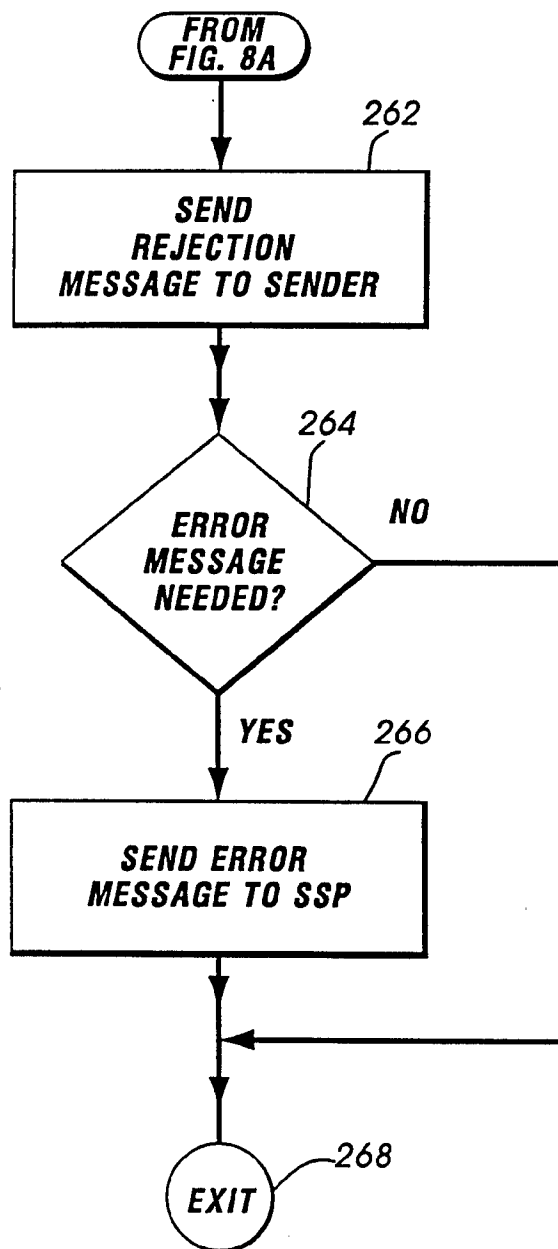 FROM
FIG. 8A
262
SEND
REJECTION
MESSAGE TO SENDER
264
ERROR
MESSAGE
NEEDED?
NO
YES
266
SEND ERROR
MESSAGE TO SSP
EXIT
268